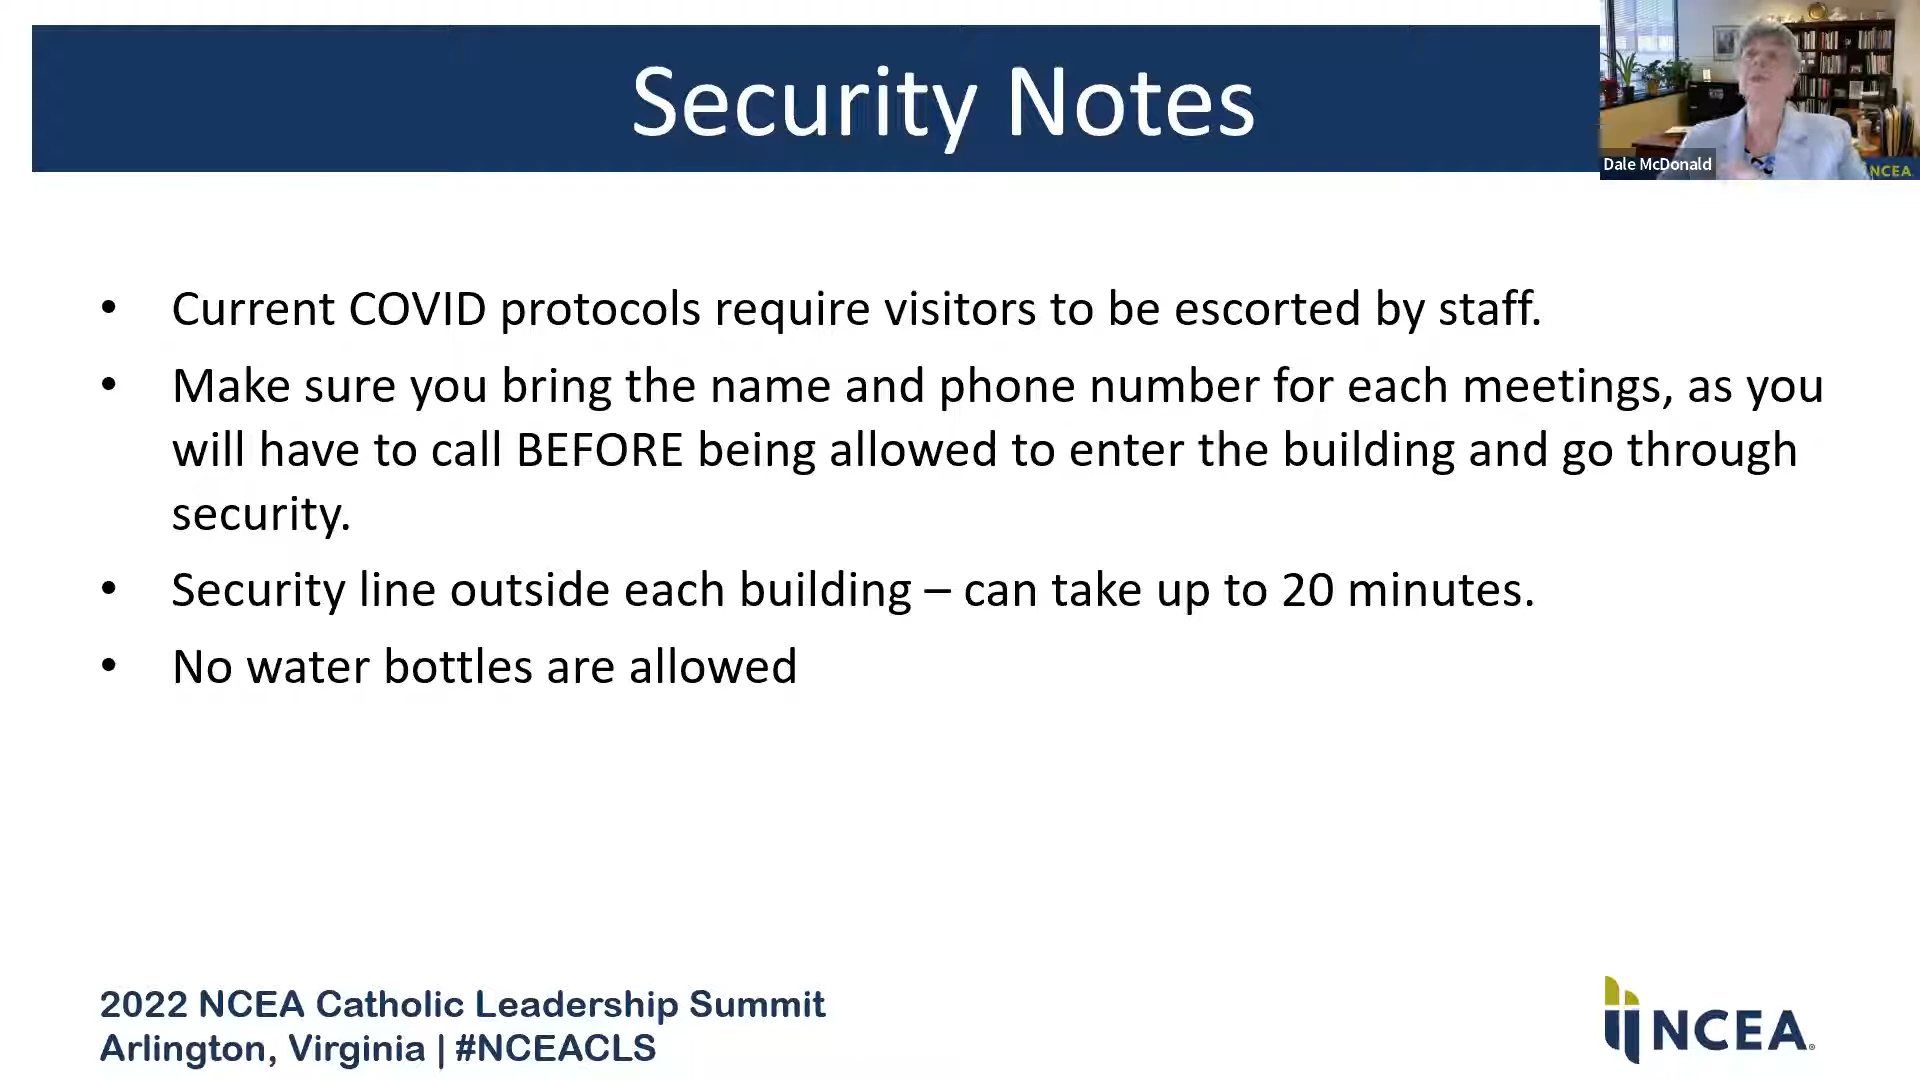 Security Notes
Dale McDonald
NCEA
• Current COVID protocols require visitors to be escorted by staff.
• Make sure you bring the name and phone number for each meetings, as you
will have to call BEFORE being allowed to enter the building and go through
security.
• Security line outside each building – can take up to 20 minutes.
• No water bottles are allowed
2022 NCEA Catholic Leadership Summit
Arlington, Virginia | #NCEACLS
NCEA®